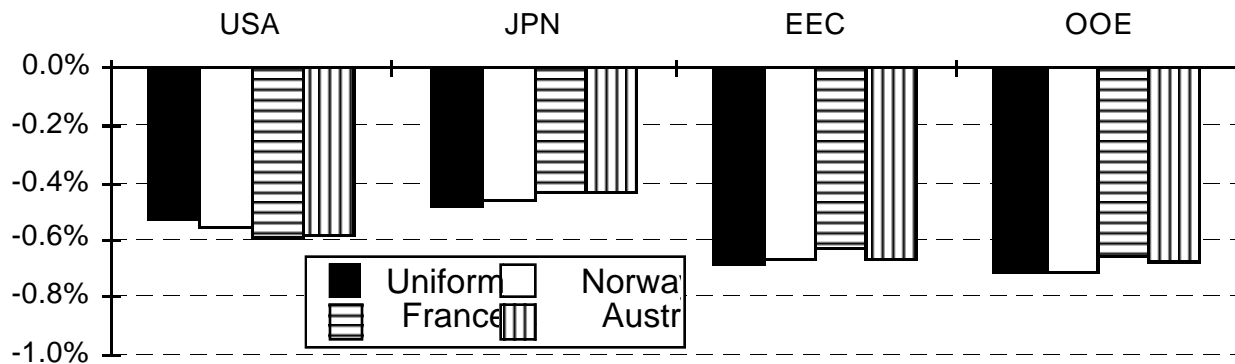 USA JPN EEC OOE
0.0%
-0.2%
-0.4%
-0.6%
-0.8%
-1.0%
Uniform Norwa
France Austr